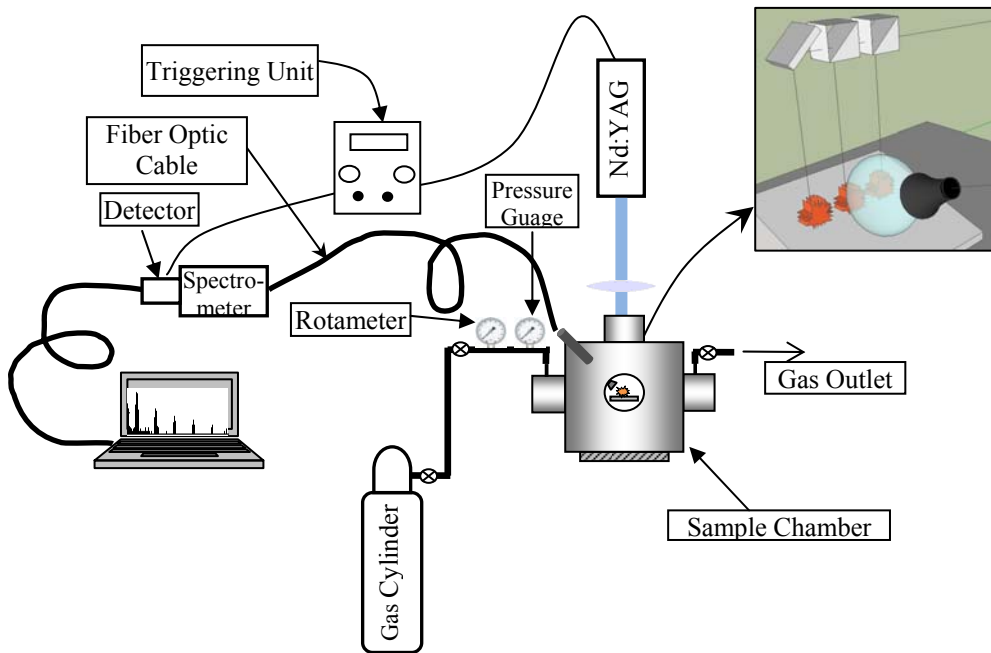 Triggering Unit
Fiber Optic
Cable
Detector
Spectro-
meter
Nd:YAG
Pressure
Guage
Rotameter
Gas Outlet
Sample Chamber
Gas Cylinder